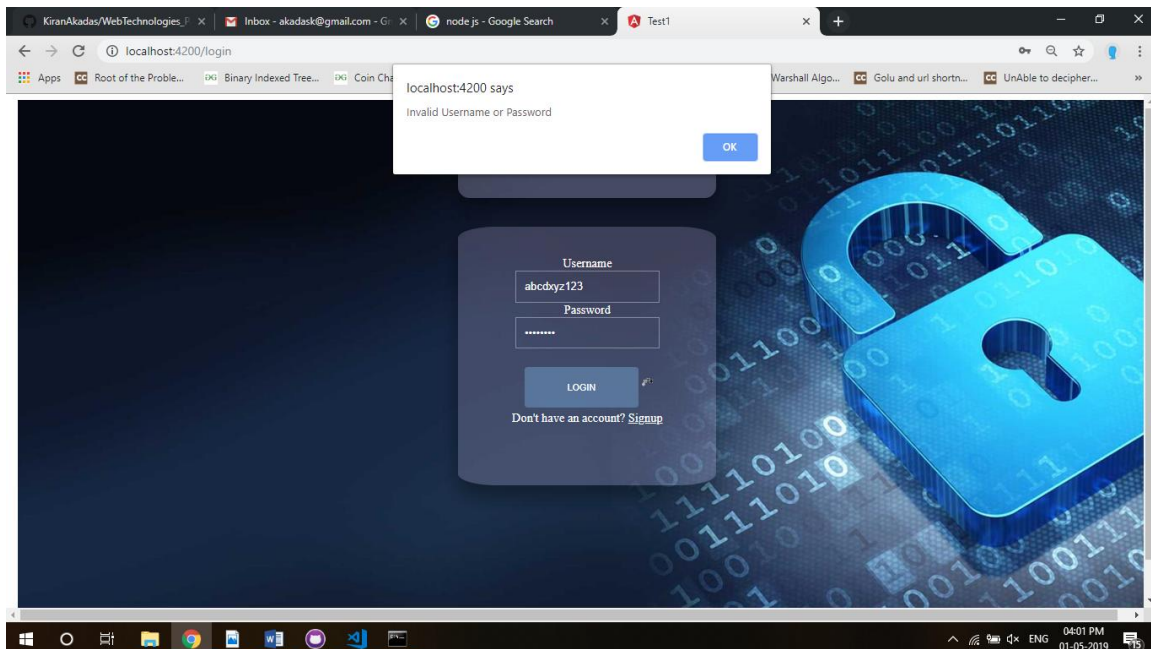 KiranAkadas/WebTechnologies_P
Inbox - akadask@gmail.com - Gm
node js - Google Search
Test1
localhost:4200/login
Apps
Root of the Proble...
Binary Indexed Tree...
Coin Cha
Warshall Algo...
Golu and url shortn...
UnAble to decipher...
localhost:4200 says
Invalid Username or Password
OK
Username
abcdxyz123
Password
LOGIN
Don't have an account? Signup
ENG
04:01 PM
01-05-2019
15